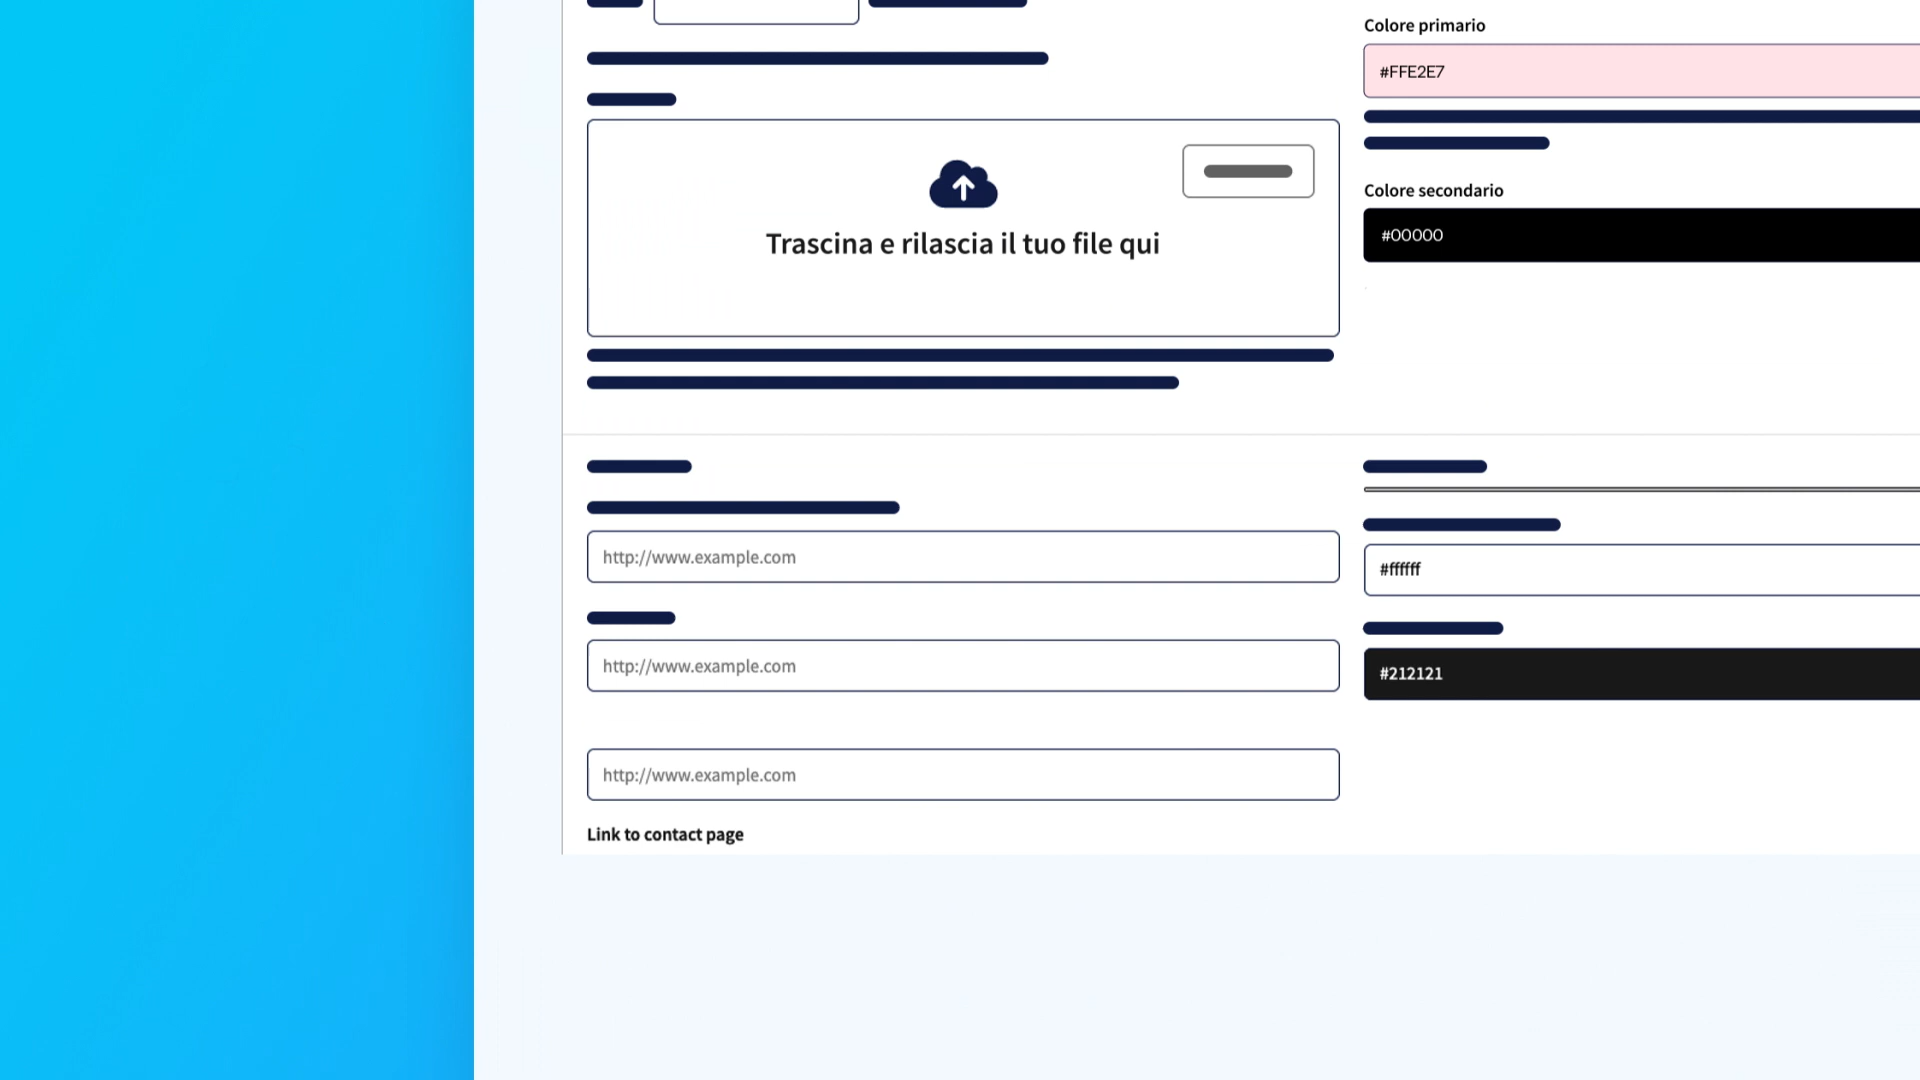 Colore primario
#FFE2E7
Colore secondario
#00000
Trascina e rilascia il tuo file qui
http://www.example.com
http://www.example.com
http://www.example.com
Link to contact page
#ffffff
#212121